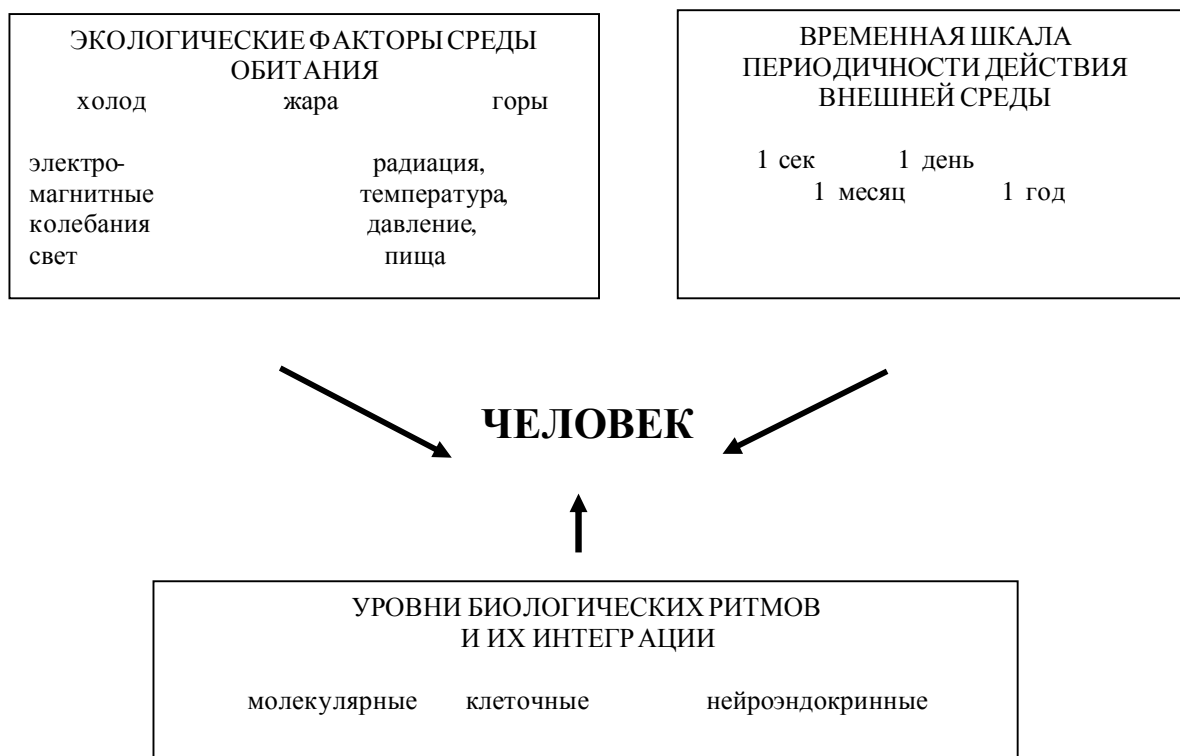 ЭКОЛОГИЧЕСКИЕ ФАКТОРЫ СРЕДЫ
ОБИТАНИЯ
холод жара горы
электро- радиация,
магнитные температура,
колебания давление,
свет пища
ВРЕМЕННАЯ ШКАЛА
ПЕРИОДИЧНОСТИ ДЕЙСТВИЯ
ВНЕШНЕЙ СРЕДЫ
1 сек 1 день
1 месяц 1 год
ЧЕЛОВЕК
УРОВНИ БИОЛОГИЧЕСКИХ РИТМОВ
И ИХ ИНТЕГРАЦИИ
молекулярные клеточные нейроэндокринные